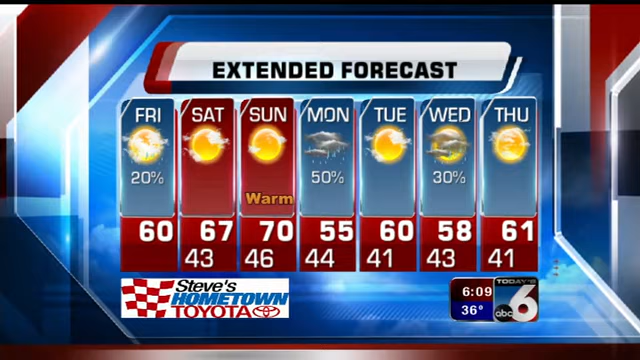 EXTENDED FORECAST
FRI SAT SUN MON TUE WED THU
20% 50% 30%
Warm
60 67 70 55 60 58 61
43 46 44 41 43 41
Steve's
HOMETOWN
TOYOTA
6:09
36°
TODAY'S
6
abc